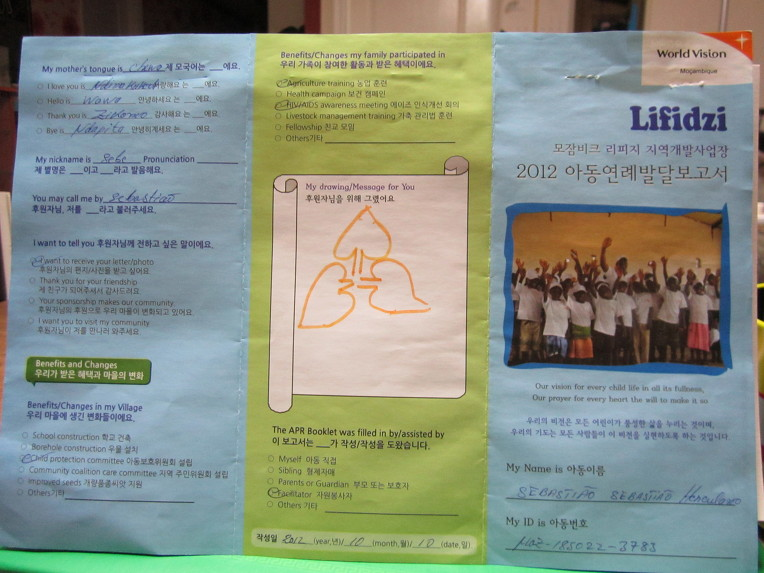 My mother's tongue is 제 모국어는 ___예요.
I love you is 사랑해요 는 ___예요.
Hello is Wawa 안녕하세요 는 ___예요.
Thank you is Zikomo 감사해요 는 ___예요.
Bye is Ndapita 안녕히계세요 는 ___예요.
My nickname is Sebe Pronunciation
제 별명은 ___이고 ___라고 발음해요.
You may call me by Sebastião
후원자님, 저를 ___라고 불러주세요.
I want to tell you 후원자님께 전하고 싶은 말이에요.
I want to receive your letter/photo
후원자님의 편지/사진을 받고 싶어요.
Thank you for your friendship
제 친구가 되어주셔서 감사드려요.
Your sponsorship makes our community
후원자님의 후원으로 우리 마을이 변화되고 있어요.
I want you to visit my community
후원자님이 저를 만나러 와주세요.
Benefits and Changes
우리가 받은 혜택과 마을의 변화
Benefits/Changes in my Village
우리 마을에 생긴 변화들이에요.
School construction 학교 건축
Borehole construction 우물 설치
Child protection committee 아동보호위원회 설립
Community coalition care committee 지역 주민위원회 설립
Improved seeds 개량품종씨앗 지원
Others기타
Benefits/Changes my family participated in
우리 가족이 참여한 활동과 받은 혜택이에요.
Agriculture training 농업 훈련
Health campaign 보건 캠페인
HIV/AIDS awareness meeting 에이즈 인식개선 회의
Livestock management training 가축 관리법 훈련
Fellowship 친교 모임
Others기타
My drawing/Message for You
후원자님을 위해 그렸어요
The APR Booklet was filled in by/assisted by
이 보고서는 ___가 작성/작성을 도왔습니다.
Myself 아동 직접
Sibling 형제자매
Parents or Guardian 부모 또는 보호자
Facilitator 자원봉사자
Others 기타
작성일 2012 (year,년)/ 10 (month,월)/ 10 (date,일)
World Vision
Moçambique
Lifidzi
모잠비크 리피지 지역개발사업장
2012 아동연례발달보고서
Our vision for every child life in all its fullness,
Our prayer for every heart the will to make it so
우리의 비전은 모든 어린이가 풍성한 삶을 누리는 것이며,
우리의 기도는 모든 사람들이 이 비전을 실현하도록 하는 것입니다
My Name is 아동이름
SEBASTIÃO SEBASTIÃO Herculano
My ID is 아동번호
MOZ-185022-3783